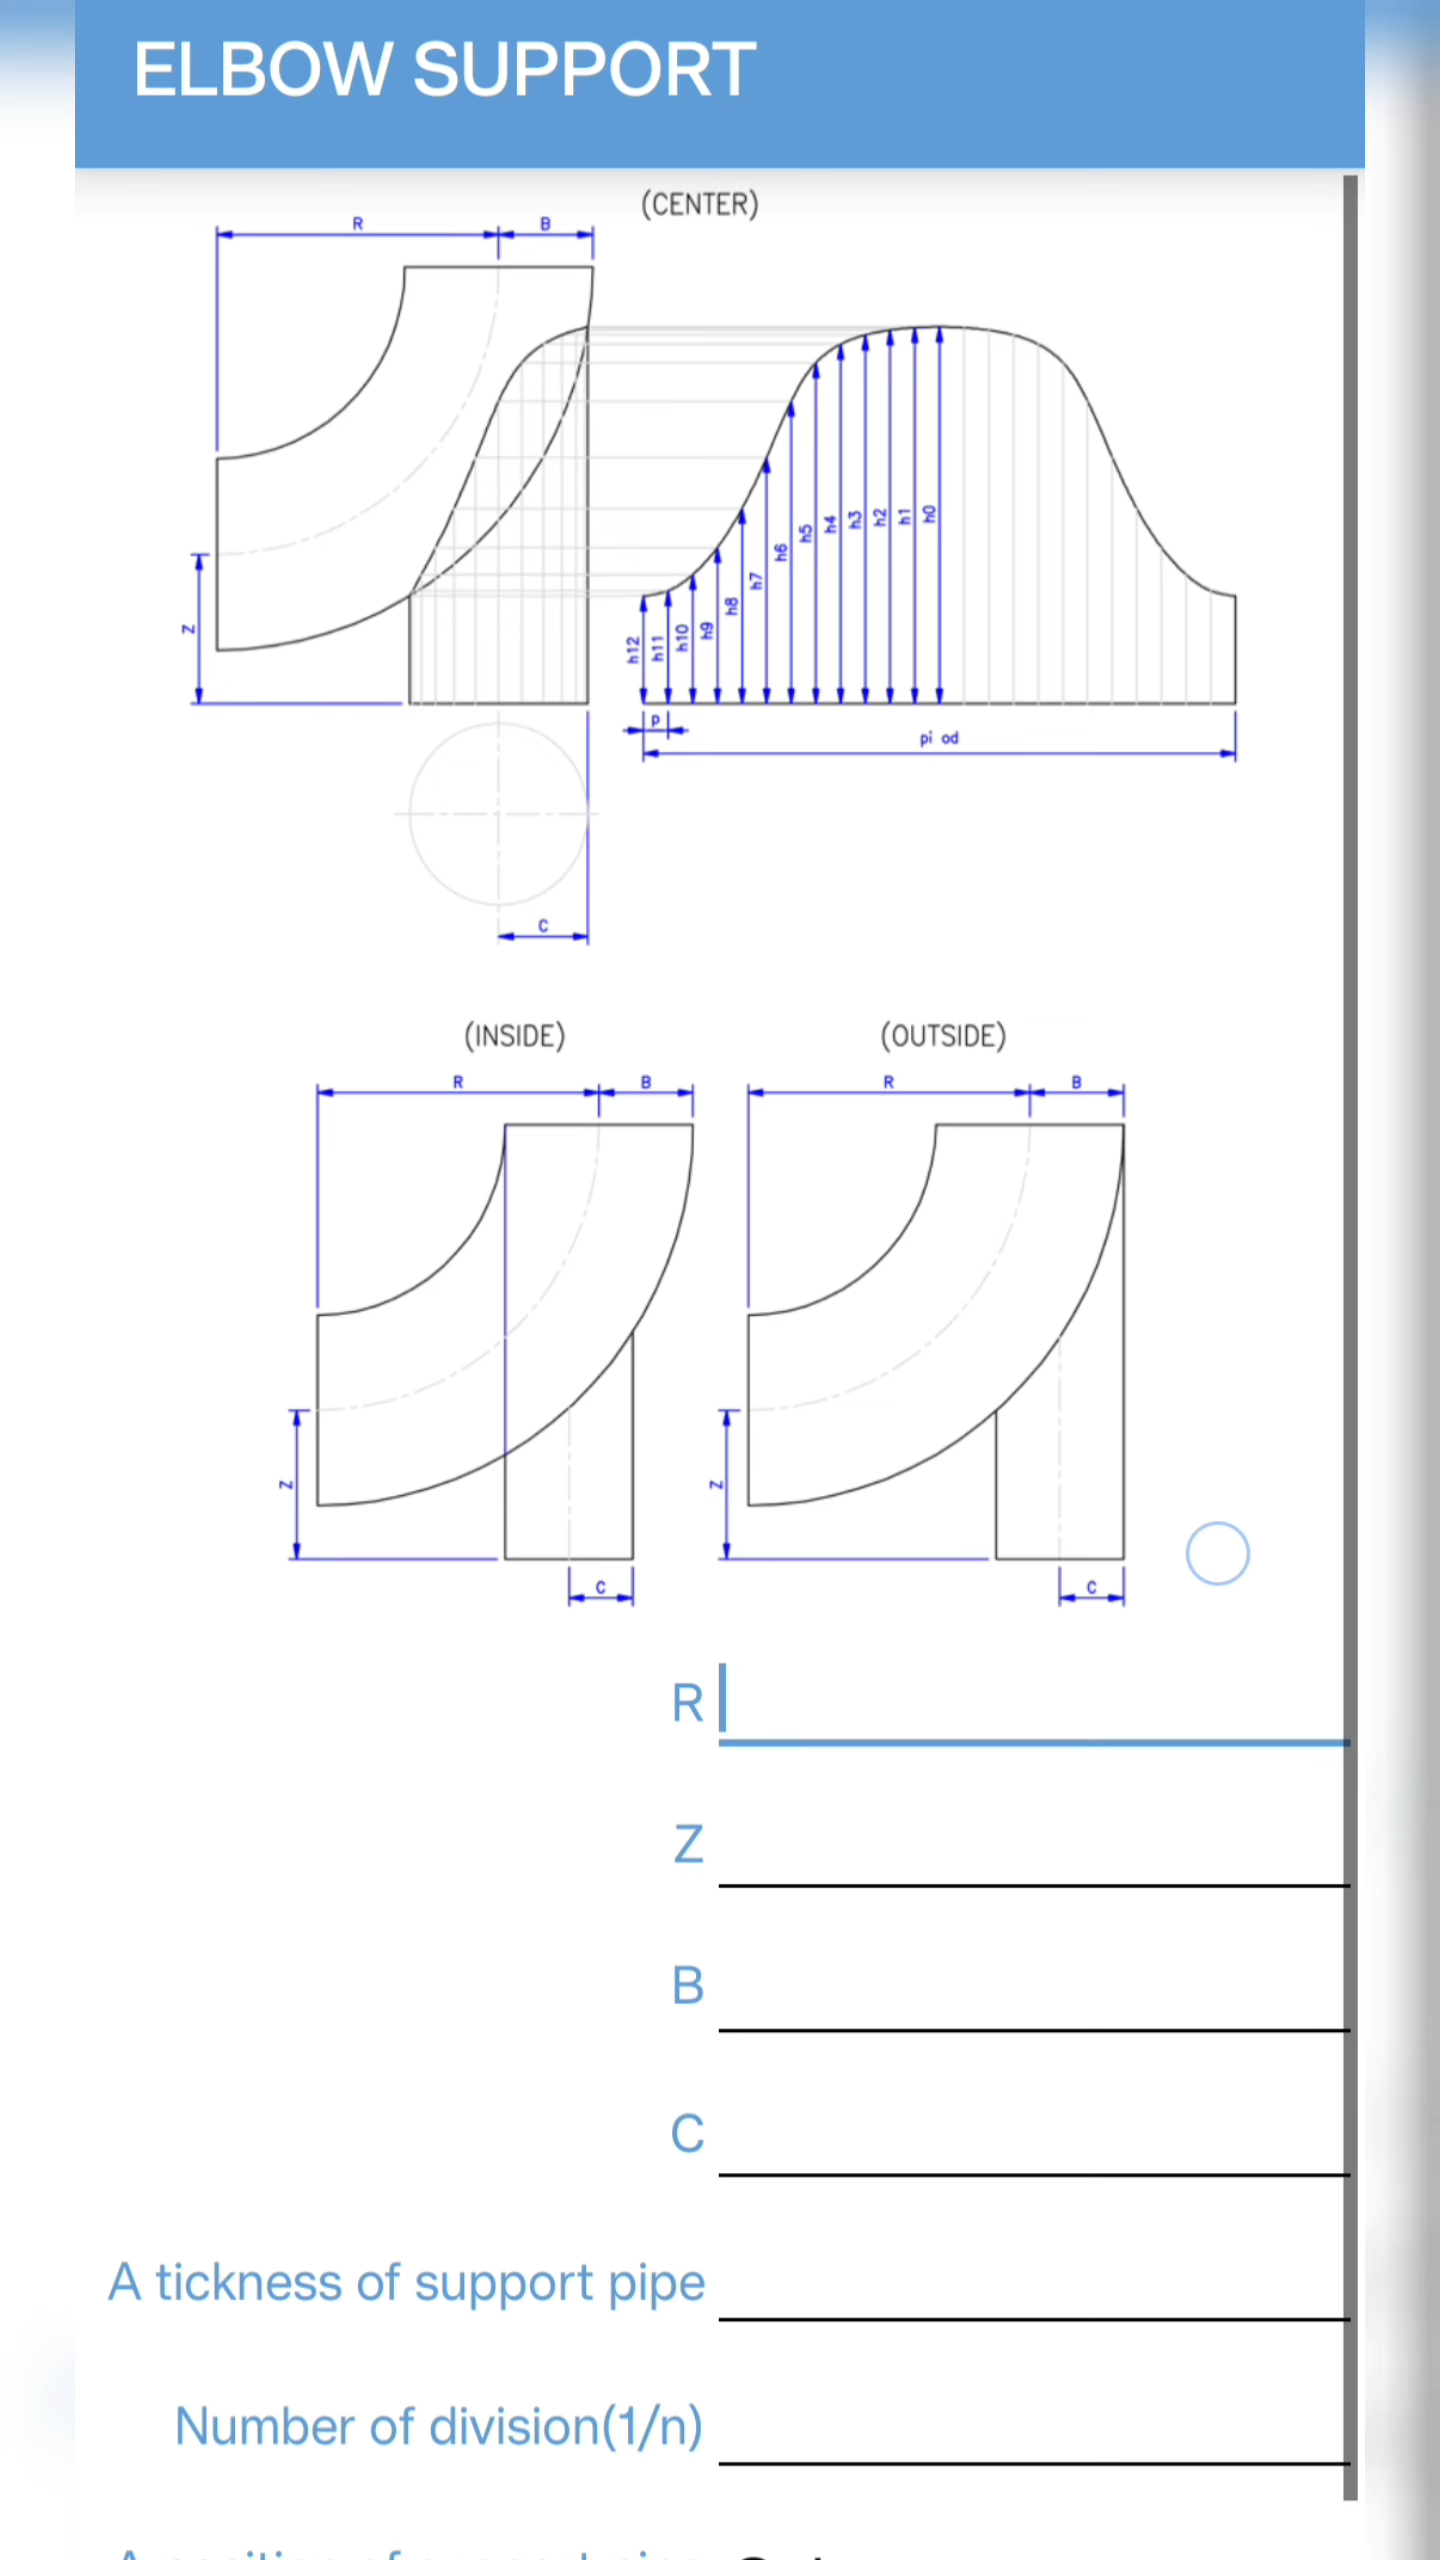 ELBOW SUPPORT
(CENTER)
R B
Z
h12 h11 h10 h9 h8 h7 h6 h5 h4 h3 h2 h1 h0
p
pi od
C
(INSIDE) (OUTSIDE)
R B R B
Z Z
C C
R
Z
B
C
A tickness of support pipe
Number of division(1/n)